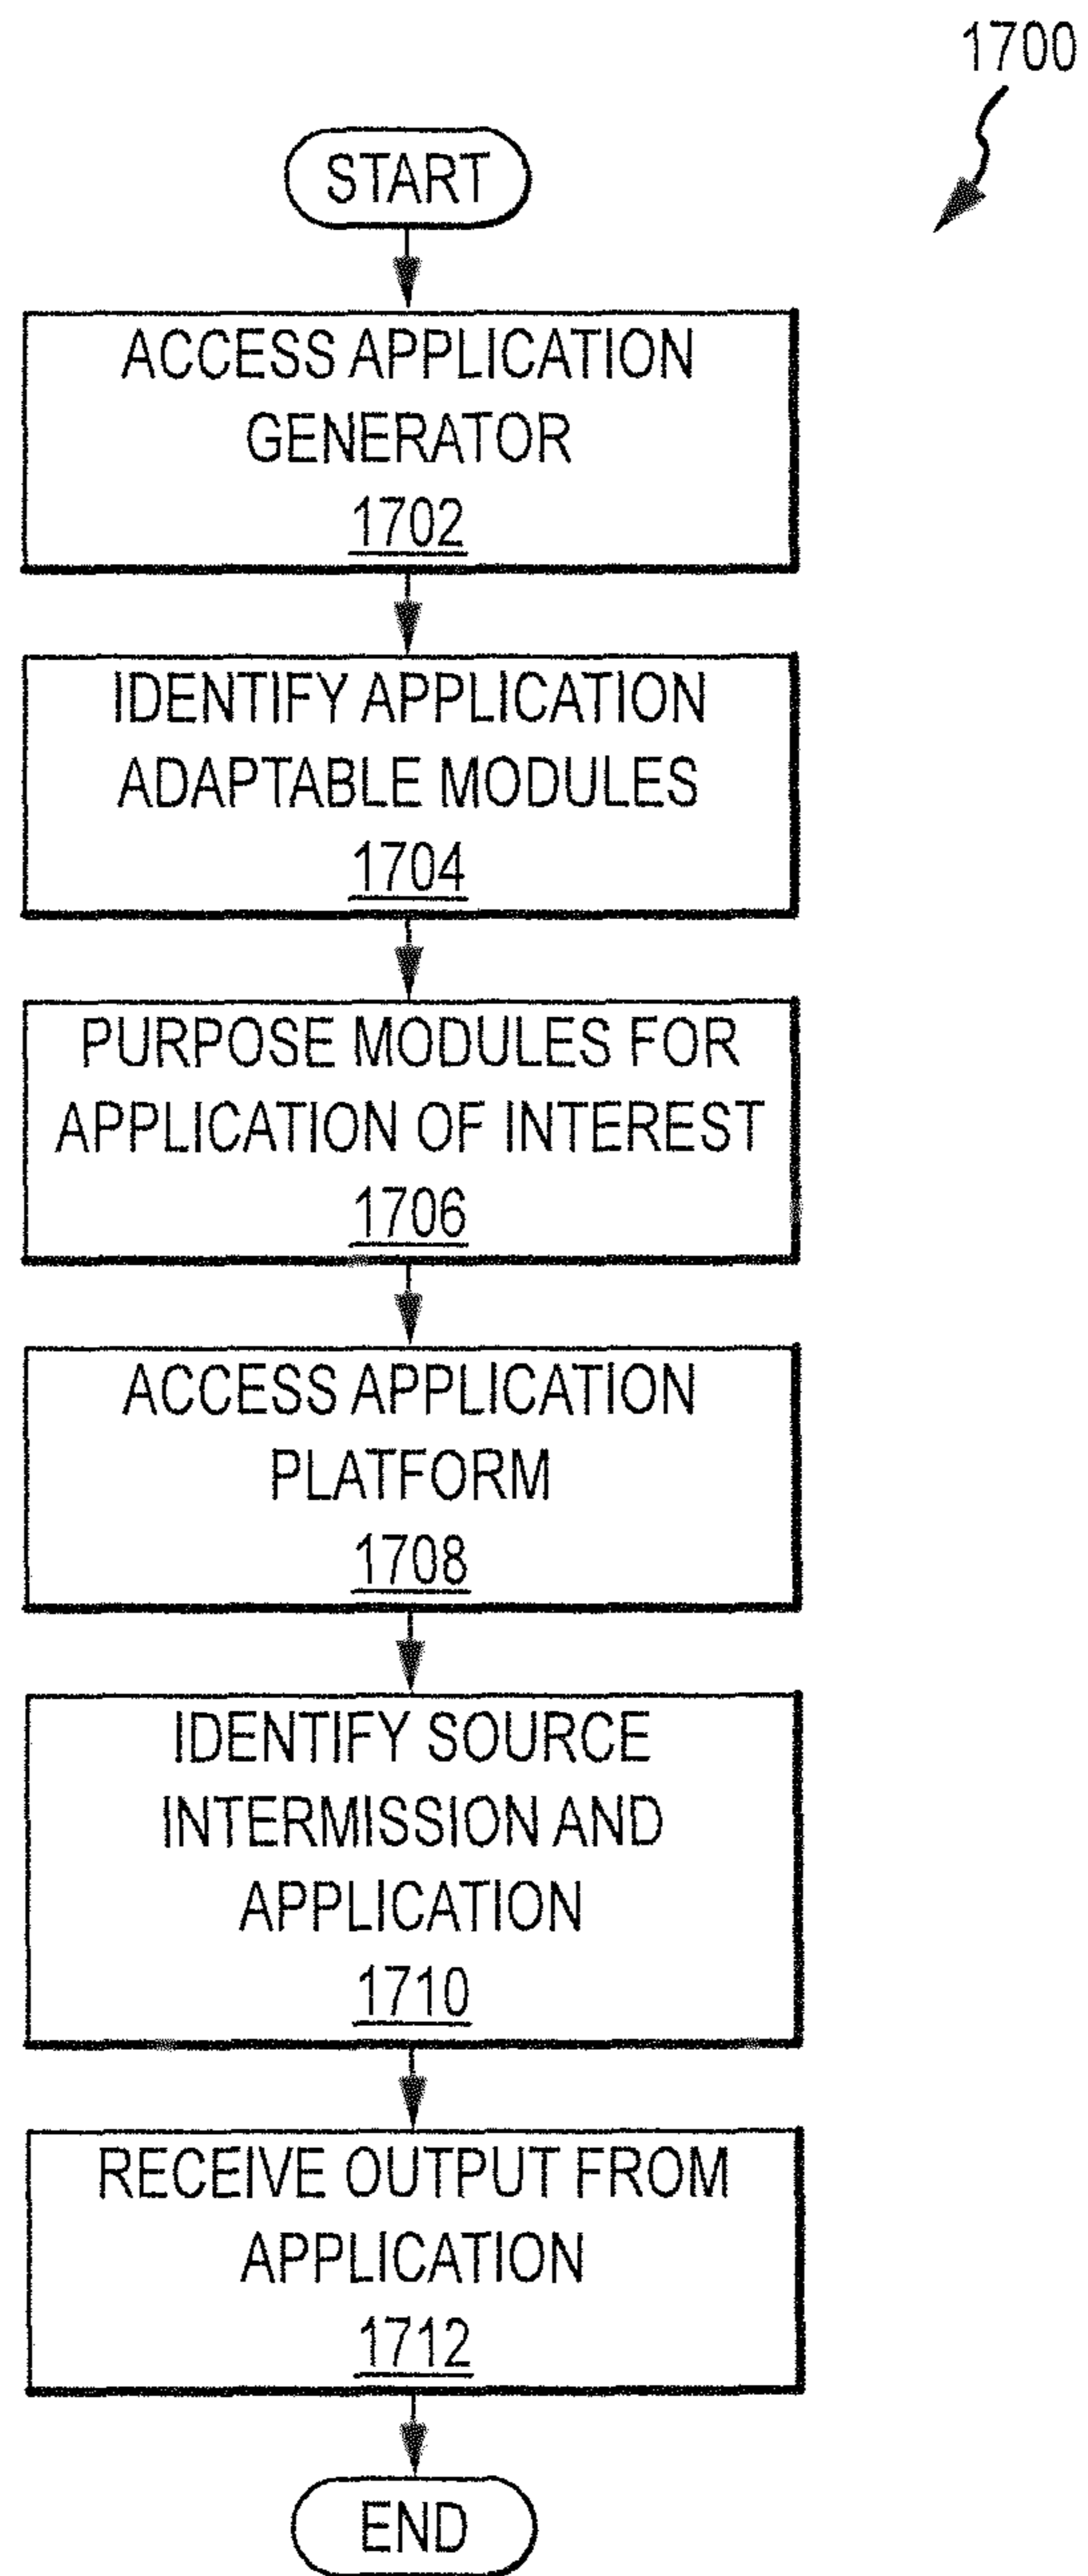 1700
START
ACCESS APPLICATION
GENERATOR
1702
IDENTIFY APPLICATION
ADAPTABLE MODULES
1704
PURPOSE MODULES FOR
APPLICATION OF INTEREST
1706
ACCESS APPLICATION
PLATFORM
1708
IDENTIFY SOURCE
INTERMISSION AND
APPLICATION
1710
RECEIVE OUTPUT FROM
APPLICATION
1712
END